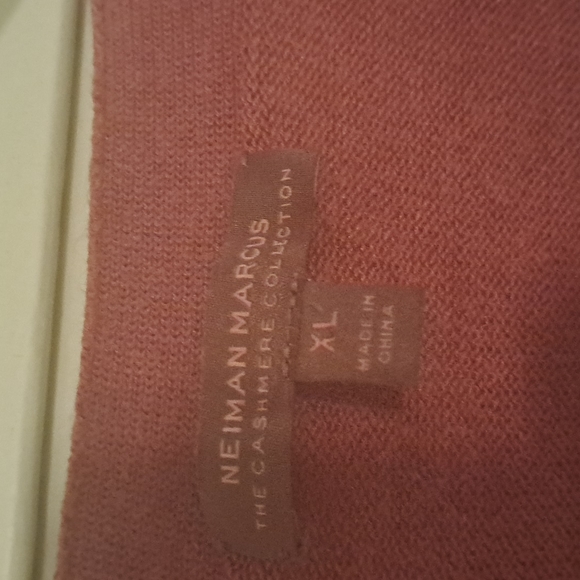 NEIMAN MARCUS
THE CASHMERE COLLECTION
XL
MADE IN
CHINA